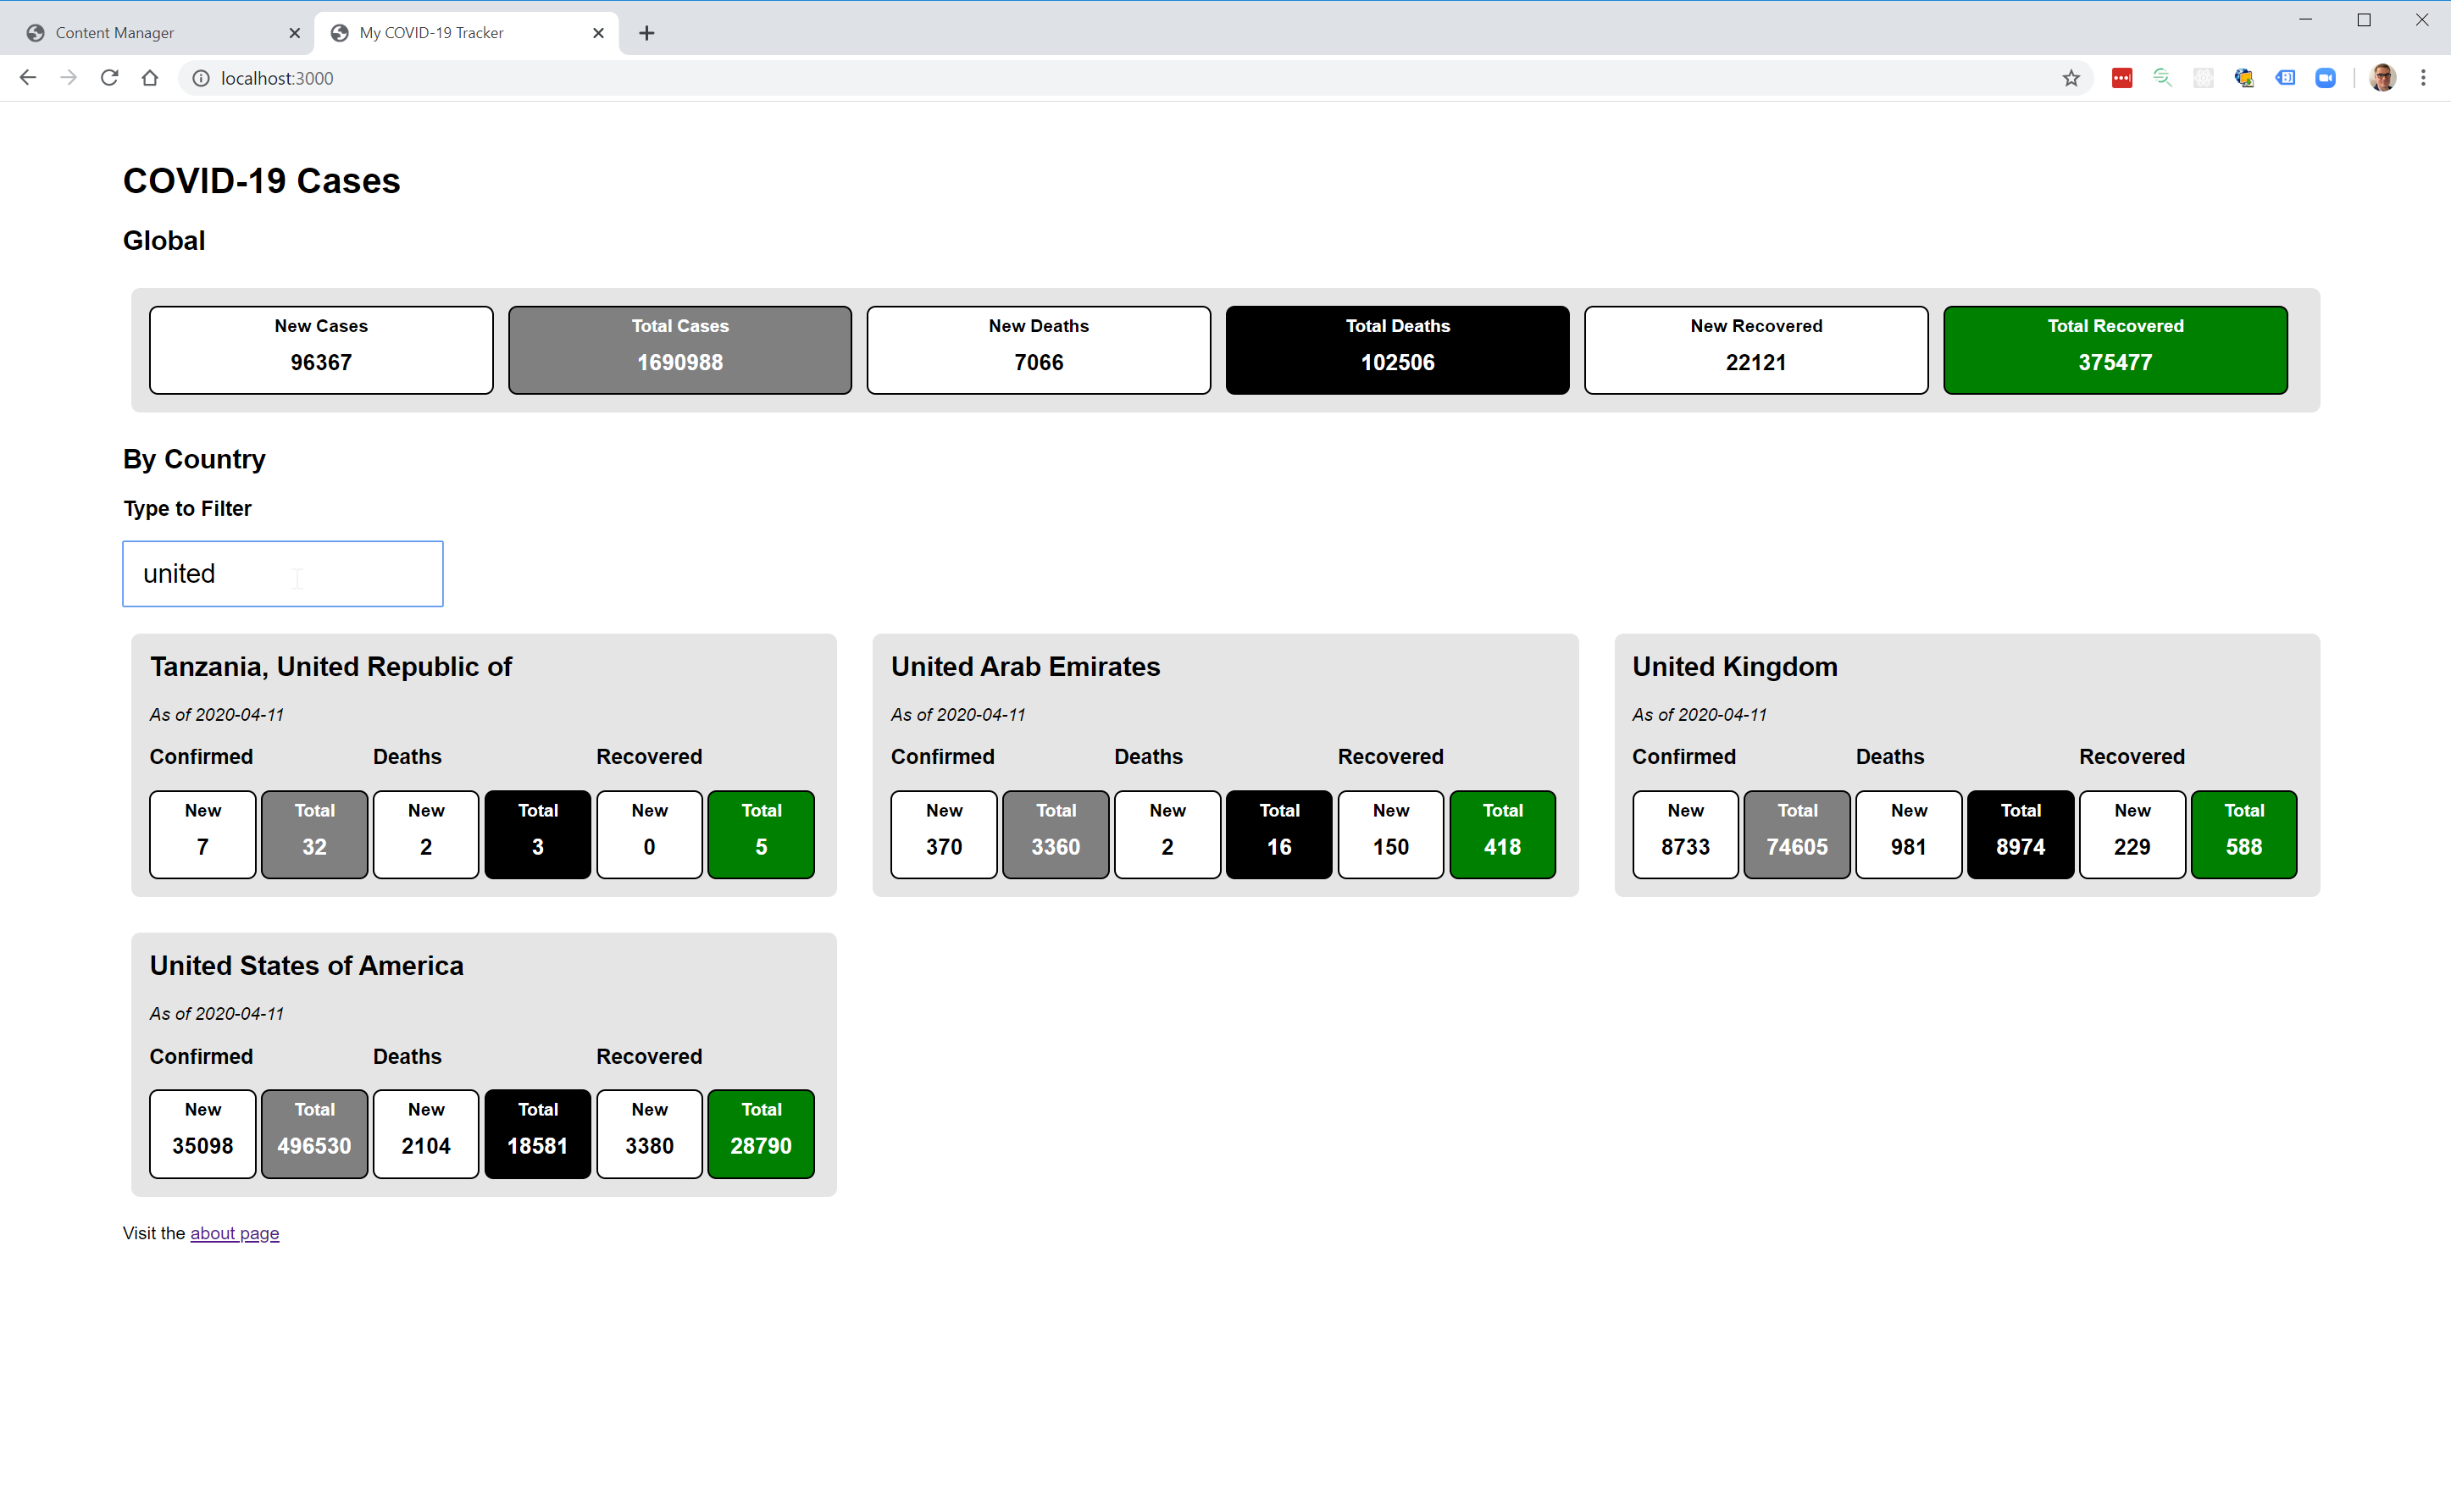 Content Manager
My COVID-19 Tracker
localhost:3000
COVID-19 Cases
Global
New Cases Total Cases New Deaths Total Deaths New Recovered Total Recovered
96367 1690988 7066 102506 22121 375477
By Country
Type to Filter
united
Tanzania, United Republic of
As of 2020-04-11
Confirmed Deaths Recovered
New Total New Total New Total
7 32 2 3 0 5
United Arab Emirates
As of 2020-04-11
Confirmed Deaths Recovered
New Total New Total New Total
370 3360 2 16 150 418
United Kingdom
As of 2020-04-11
Confirmed Deaths Recovered
New Total New Total New Total
8733 74605 981 8974 229 588
United States of America
As of 2020-04-11
Confirmed Deaths Recovered
New Total New Total New Total
35098 496530 2104 18581 3380 28790
Visit the about page